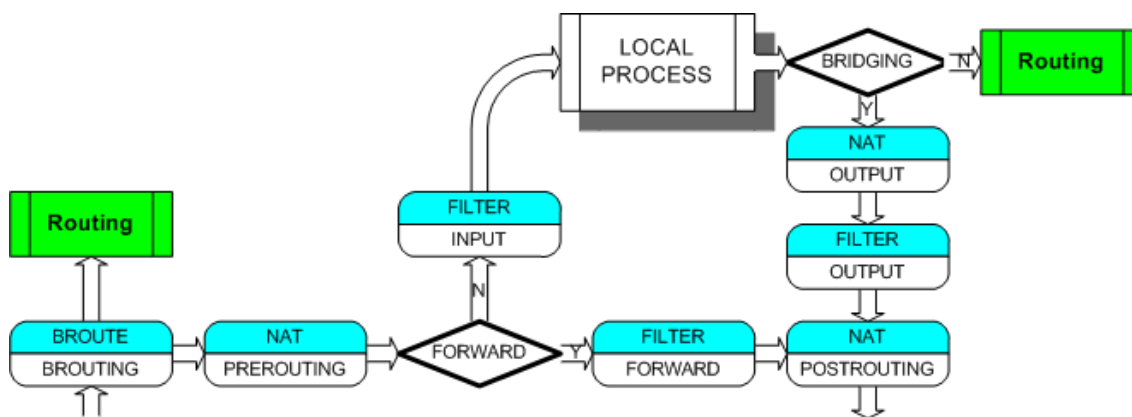 LOCAL
PROCESS
BRIDGING
N
Routing
Y
NAT
OUTPUT
Routing
FILTER
INPUT
FILTER
OUTPUT
N
BROUTE
BROUTING
NAT
PREROUTING
FORWARD
Y
FILTER
FORWARD
NAT
POSTROUTING